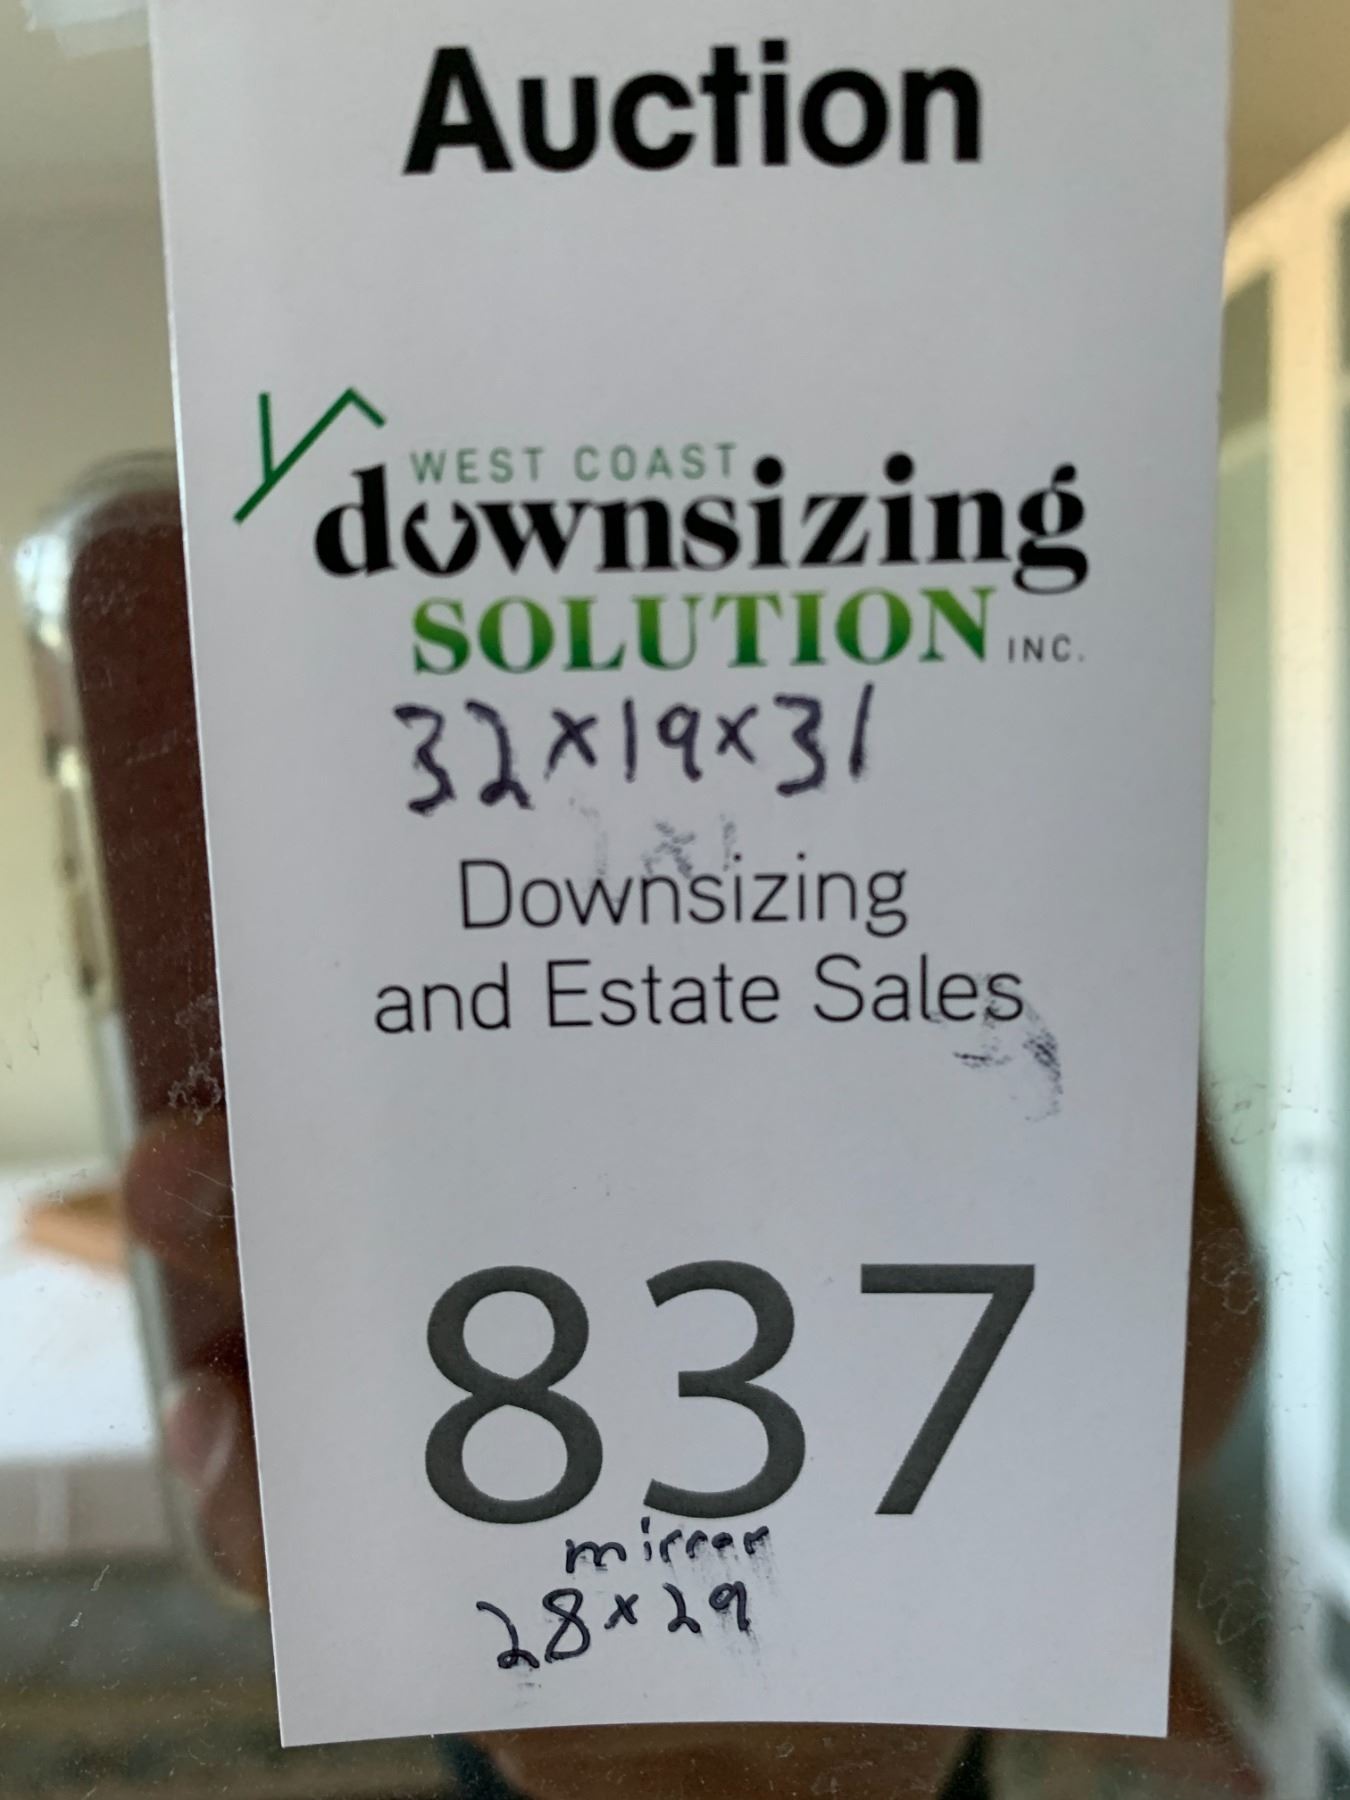 Auction
WEST COAST
downsizing
SOLUTION INC.
32x19x31
Downsizing
and Estate Sales
837
mirror
28x29